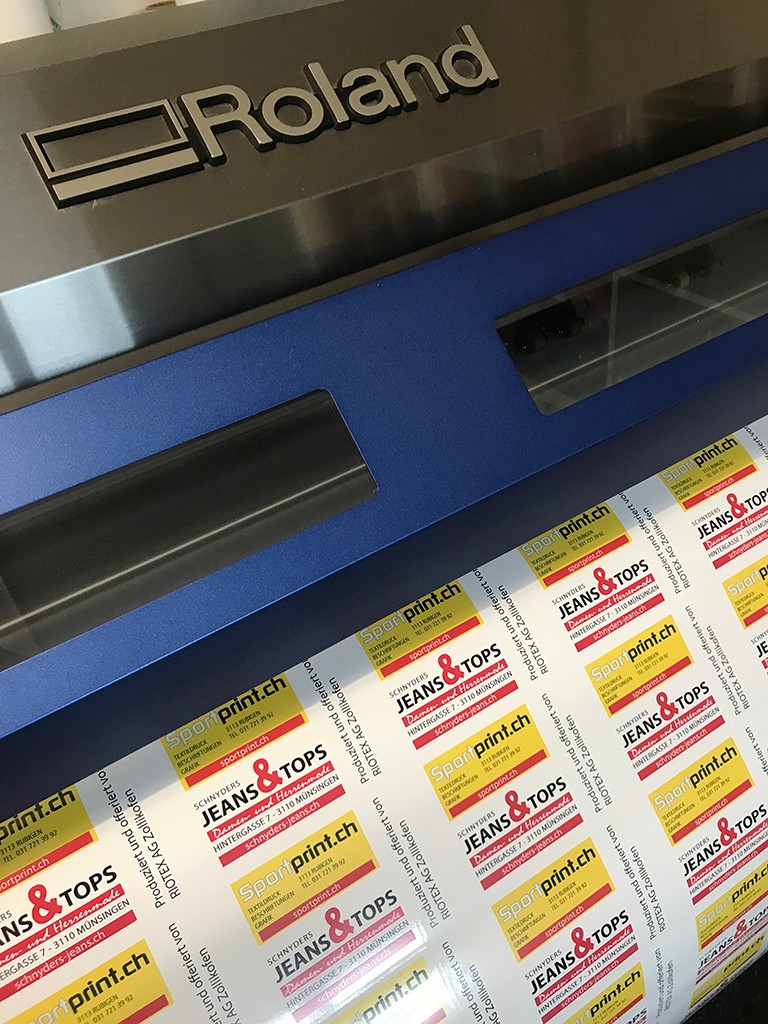 Roland
Sportprint.ch
TEXTILDRUCK
BESCHRIFTUNGEN
GRAFIK
3113 RUBIGEN
TEL. 031 721 39 92
sportprint.ch
SCHNYDERS
JEANS & TOPS
Damen und Herrenmode
HINTERGASSE 7 - 3110 MÜNSINGEN
schnyders-jeans.ch
Produziert und offeriert von
RIOTEX AG Zollikofen